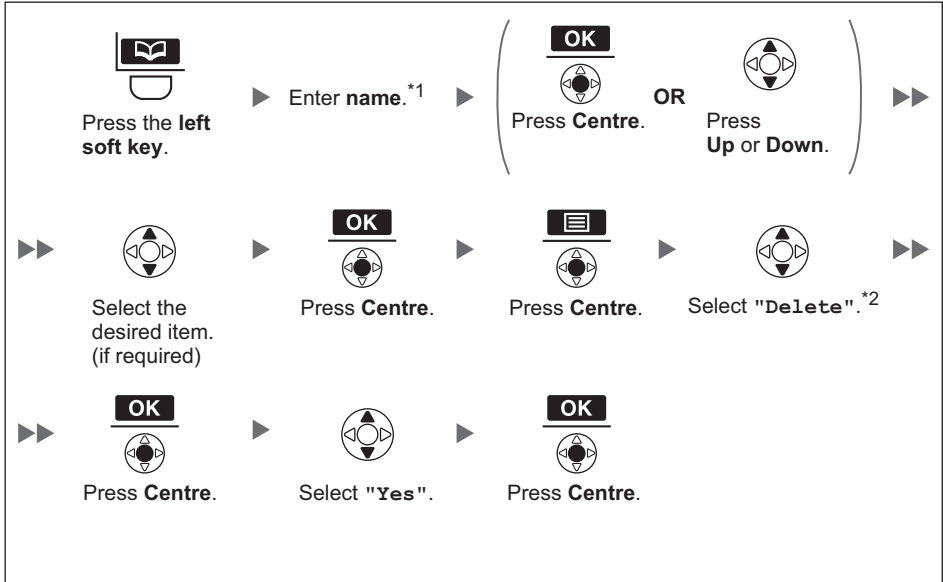 OK
Enter name.*1
OR
Press the left
soft key.
Press Centre.
Press
Up or Down.
OK
Select the
desired item.
(if required)
Press Centre.
Press Centre.
Select "Delete".*2
OK
OK
Press Centre.
Select "Yes".
Press Centre.